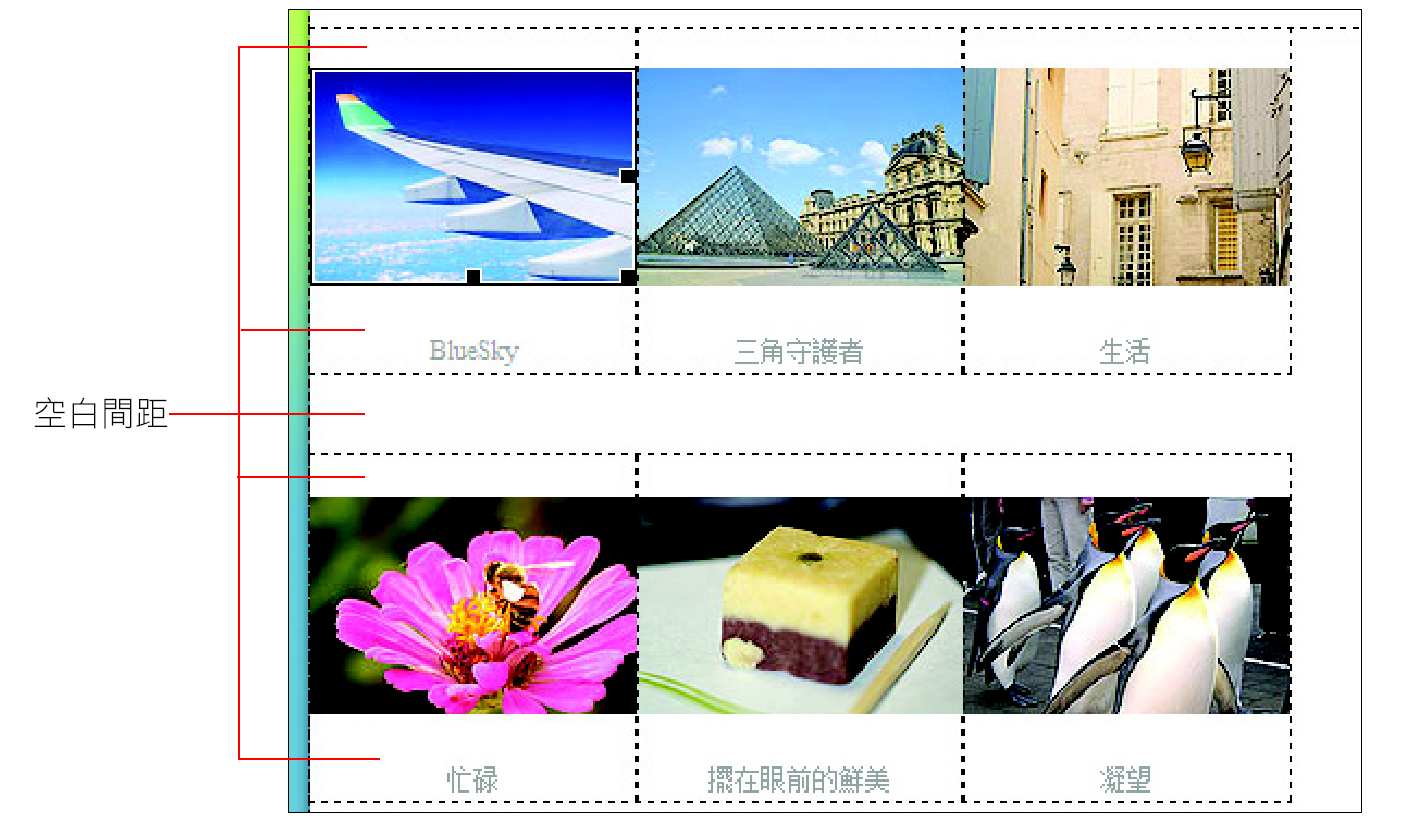 BlueSky
三角守護者
生活
空白間距
忙碌
擺在眼前的鮮美
凝望